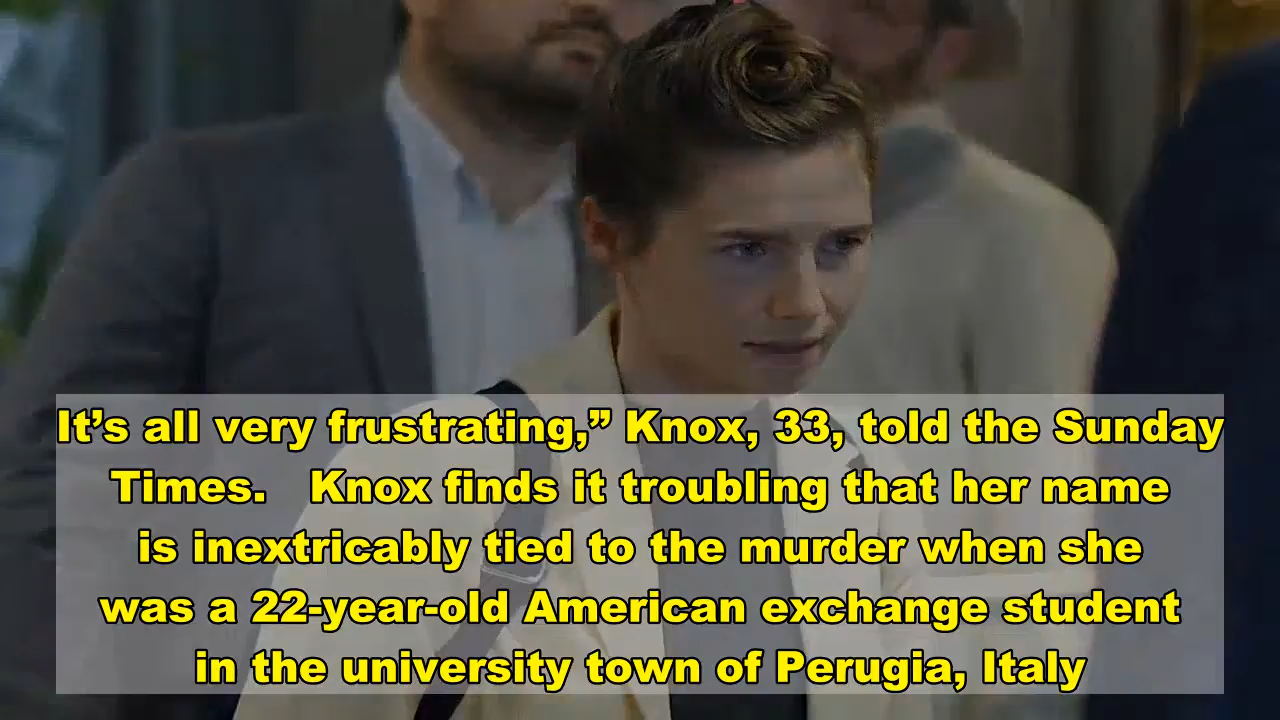 It’s all very frustrating,” Knox, 33, told the Sunday
Times. Knox finds it troubling that her name
is inextricably tied to the murder when she
was a 22-year-old American exchange student
in the university town of Perugia, Italy